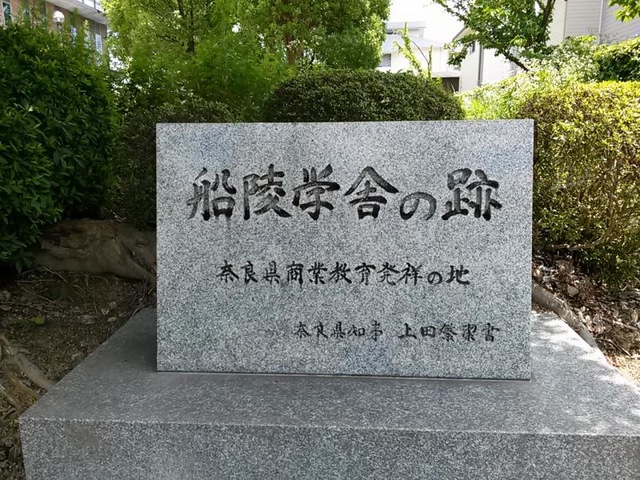 船陵学舎の跡
奈良県商業教育発祥の地
奈良県知事 上田繁潔書